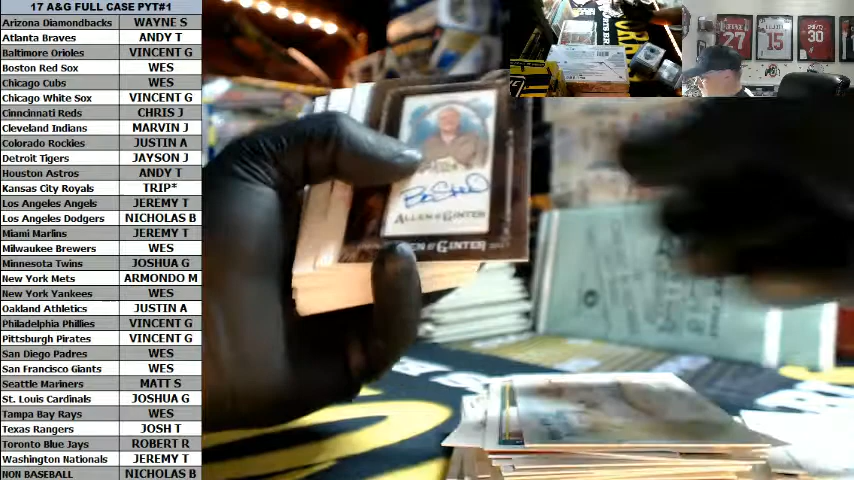 17 A&G FULL CASE PYT#1
Arizona Diamondbacks WAYNE S
Atlanta Braves ANDY T
Baltimore Orioles VINCENT G
Boston Red Sox WES
Chicago Cubs WES
Chicago White Sox VINCENT G
Cinncinati Reds CHRIS J
Cleveland Indians MARVIN J
Colorado Rockies JUSTIN A
Detroit Tigers JAYSON J
Houston Astros ANDY T
Kansas City Royals TRIP*
Los Angeles Angels JEREMY T
Los Angeles Dodgers NICHOLAS B
Miami Marlins JEREMY T
Milwaukee Brewers WES
Minnesota Twins JOSHUA G
New York Mets ARMONDO M
New York Yankees WES
Oakland Athletics JUSTIN A
Philadelphia Phillies VINCENT G
Pittsburgh Pirates VINCENT G
San Diego Padres WES
San Francisco Giants WES
Seattle Mariners MATT S
St. Louis Cardinals JOSHUA G
Tampa Bay Rays WES
Texas Rangers JOSH T
Toronto Blue Jays ROBERT R
Washington Nationals JEREMY T
NON BASEBALL NICHOLAS B
ALLEN & GINTER
27
15
30